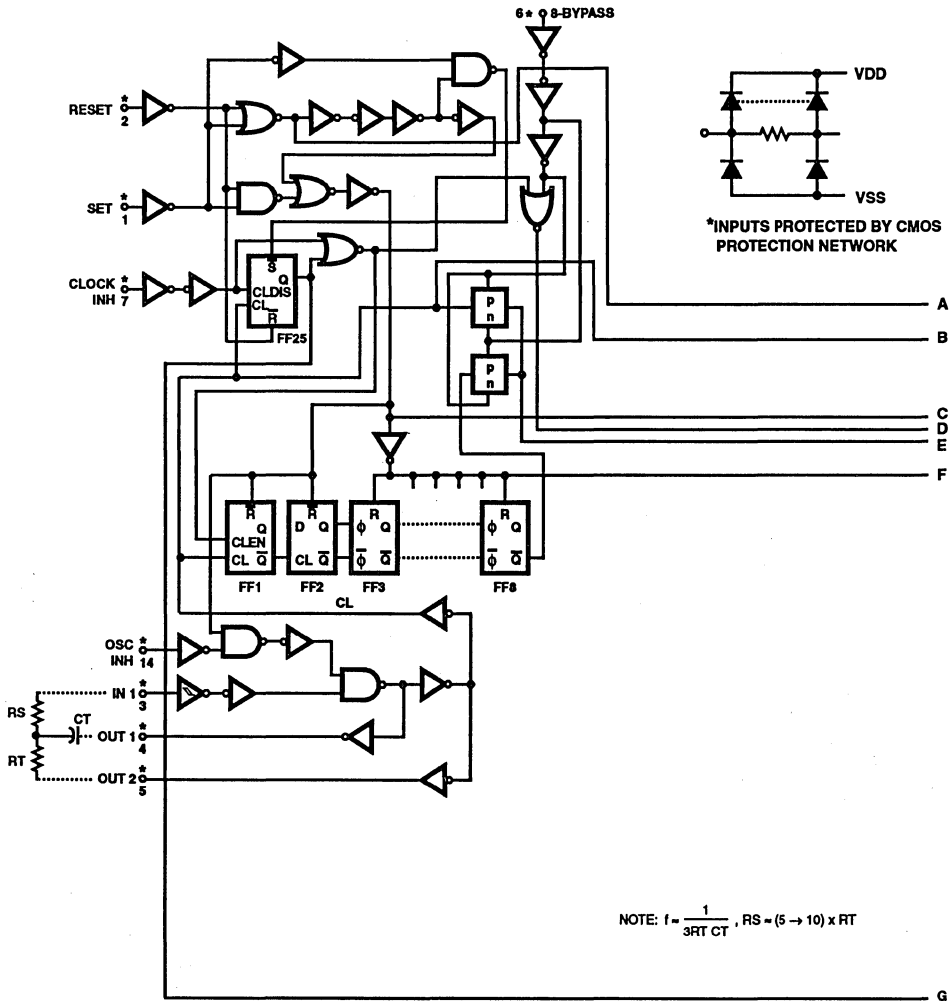 6* 8-BYPASS
RESET *
2
SET *
1
CLOCK *
INH 7
S
Q
CLDIS
CL
R̅
FF25
p
n
p
n
VDD
VSS
*INPUTS PROTECTED BY CMOS
PROTECTION NETWORK
A
B
C
D
E
F
R̅
Q
CLEN
CL Q̅
FF1
R̅
D Q
CL Q̅
FF2
R
ϕ Q
ϕ̅ Q̅
FF3
R
ϕ Q
ϕ̅ Q̅
FF8
CL
OSC *
INH 14
IN 1 *
3
RS
CT
OUT 1 *
4
RT
OUT 2 *
5
NOTE: f ≈ 1 / 3RT CT , RS ≈ (5 → 10) x RT
G